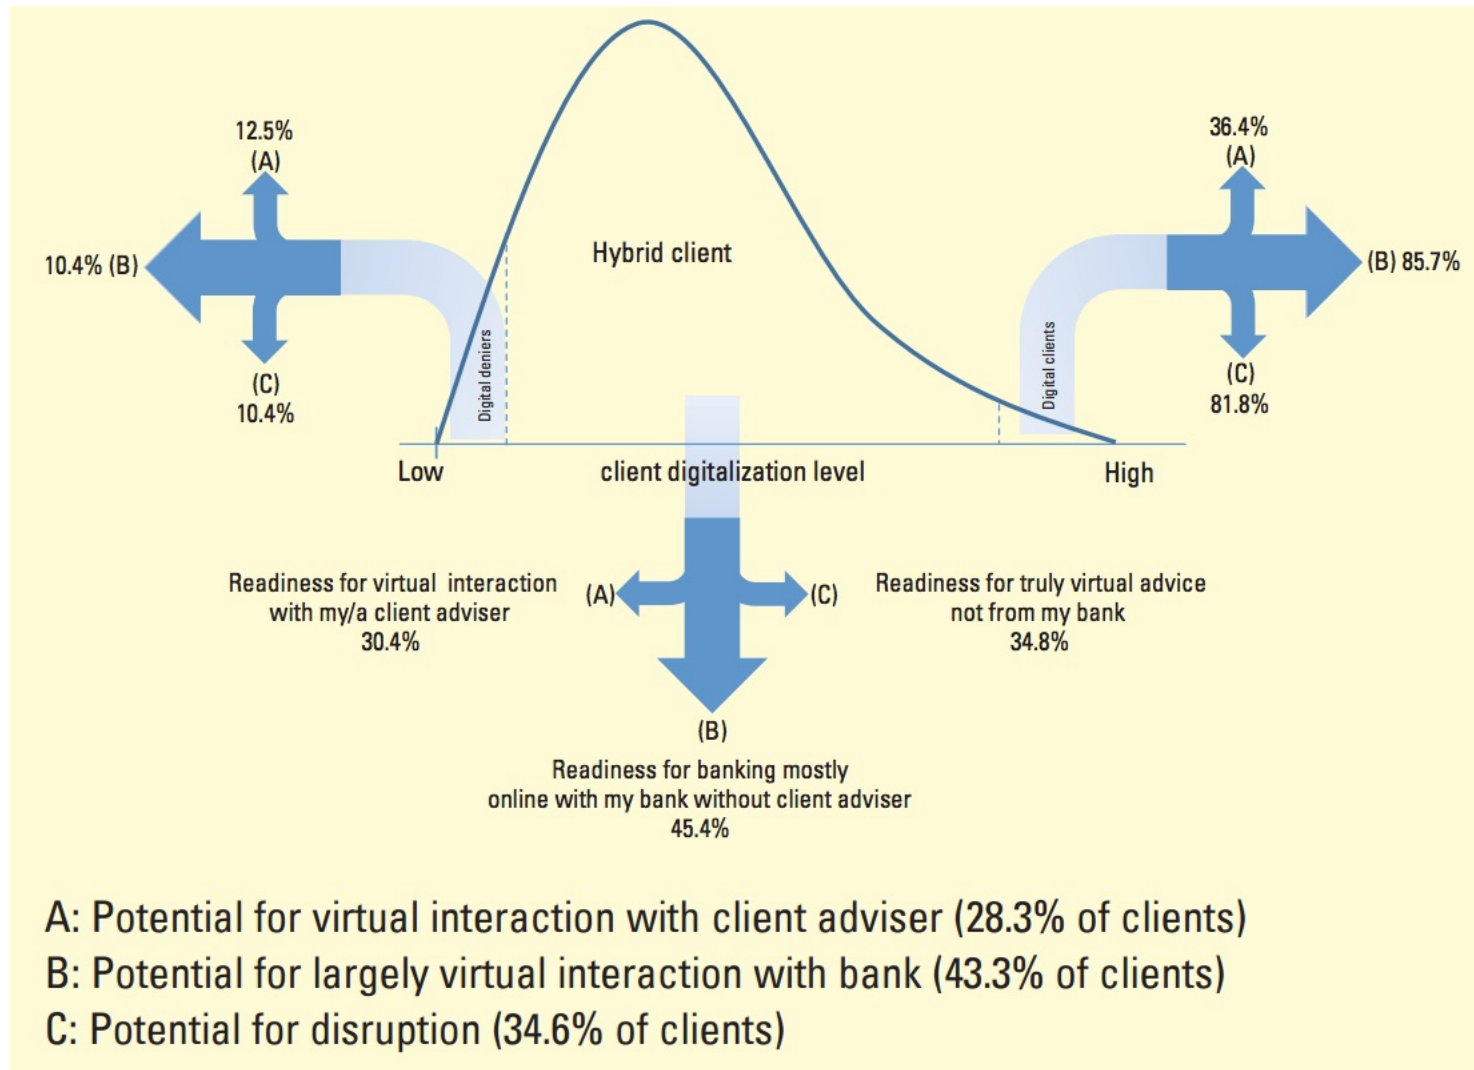 12.5%
(A)
10.4% (B)
(C)
10.4%
Digital deniers
Hybrid client
Digital clients
36.4%
(A)
(B) 85.7%
(C)
81.8%
Low
client digitalization level
High
Readiness for virtual interaction
with my/a client adviser
30.4%
(A)
(C)
Readiness for truly virtual advice
not from my bank
34.8%
(B)
Readiness for banking mostly
online with my bank without client adviser
45.4%
A: Potential for virtual interaction with client adviser (28.3% of clients)
B: Potential for largely virtual interaction with bank (43.3% of clients)
C: Potential for disruption (34.6% of clients)